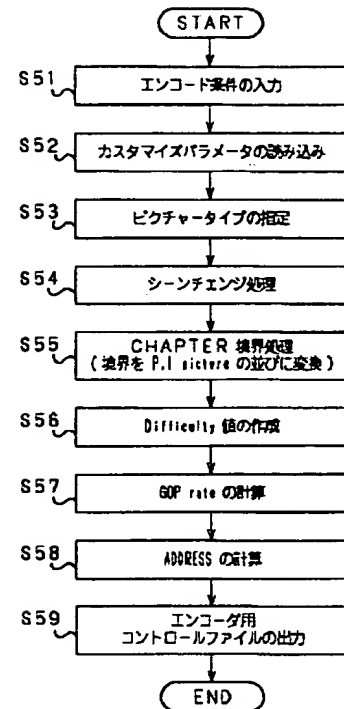 START
S51
エンコード条件の入力
S52
カスタマイズパラメータの読み込み
S53
ピクチャータイプの指定
S54
シーンチェンジ処理
S55
CHAPTER 境界処理
(境界を P.I picture の並びに変換)
S56
Difficulty 値の作成
S57
GOP rate の計算
S58
ADDRESS の計算
S59
エンコーダ用
コントロールファイルの出力
END